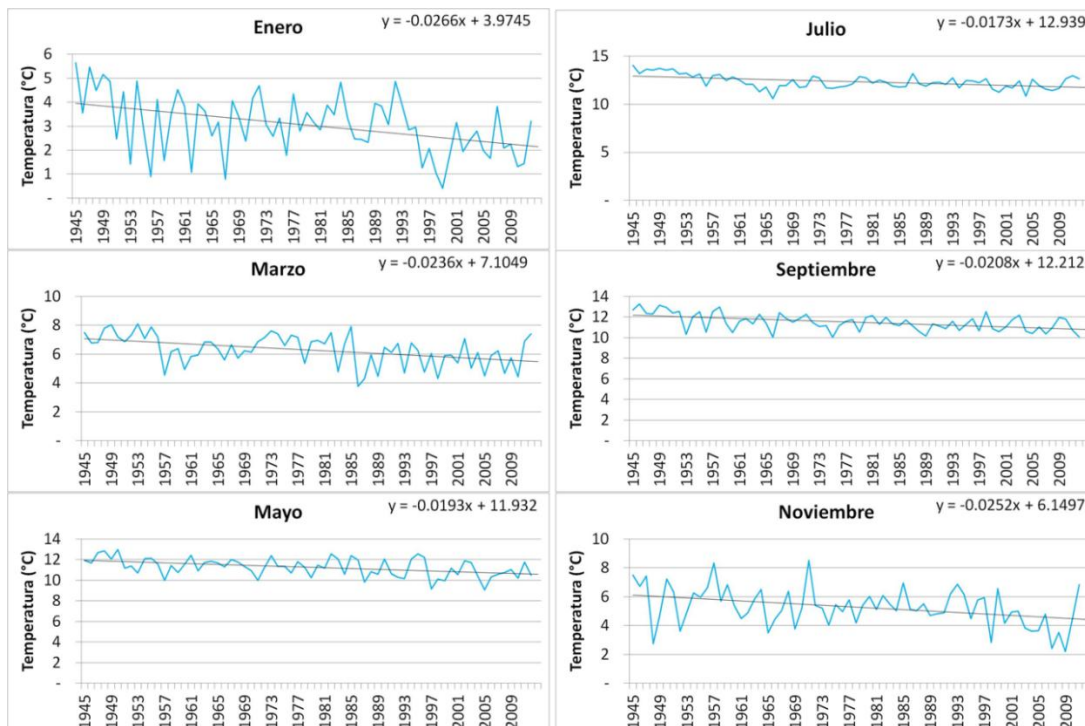 Enero
y = -0.0266x + 3.9745
Temperatura (°C)
6
5
4
3
2
1
-
1945 1949 1953 1957 1961 1965 1969 1973 1977 1981 1985 1989 1993 1997 2001 2005 2009
Julio
y = -0.0173x + 12.939
Temperatura (°C)
15
10
5
-
1945 1949 1953 1957 1961 1965 1969 1973 1977 1981 1985 1989 1993 1997 2001 2005 2009
Marzo
y = -0.0236x + 7.1049
Temperatura (°C)
10
8
6
4
2
-
1945 1949 1953 1957 1961 1965 1969 1973 1977 1981 1985 1989 1993 1997 2001 2005 2009
Septiembre
y = -0.0208x + 12.212
Temperatura (°C)
14
12
10
8
6
4
2
-
1945 1949 1953 1957 1961 1965 1969 1973 1977 1981 1985 1989 1993 1997 2001 2005 2009
Mayo
y = -0.0193x + 11.932
Temperatura (°C)
14
12
10
8
6
4
2
-
1945 1949 1953 1957 1961 1965 1969 1973 1977 1981 1985 1989 1993 1997 2001 2005 2009
Noviembre
y = -0.0252x + 6.1497
Temperatura (°C)
10
8
6
4
2
-
1945 1949 1953 1957 1961 1965 1969 1973 1977 1981 1985 1989 1993 1997 2001 2005 2009